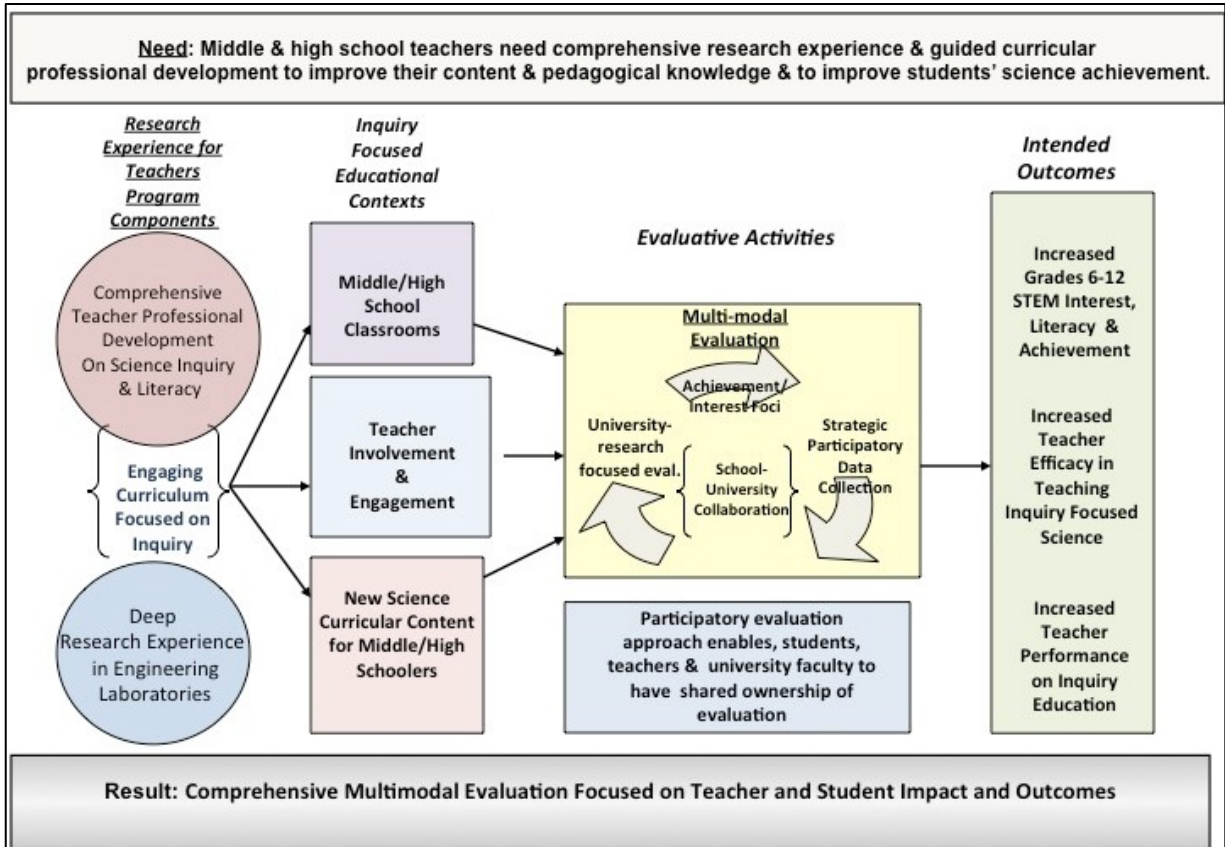 Need: Middle & high school teachers need comprehensive research experience & guided curricular
professional development to improve their content & pedagogical knowledge & to improve students' science achievement.
Research
Experience for
Teachers
Program
Components
Comprehensive
Teacher Professional
Development
On Science Inquiry
& Literacy
Engaging
Curriculum
Focused on
Inquiry
Deep
Research Experience
in Engineering
Laboratories
Inquiry
Focused
Educational
Contexts
Middle/High
School
Classrooms
Teacher
Involvement
&
Engagement
New Science
Curricular Content
for Middle/High
Schoolers
Evaluative Activities
Multi-modal
Evaluation
Achievement/
Interest Foci
University-
research
focused eval.
School-
University
Collaboration
Strategic
Participatory
Data
Collection
Participatory evaluation
approach enables, students,
teachers & university faculty to
have shared ownership of
evaluation
Intended
Outcomes
Increased
Grades 6-12
STEM Interest,
Literacy &
Achievement
Increased
Teacher
Efficacy in
Teaching
Inquiry Focused
Science
Increased
Teacher
Performance
on Inquiry
Education
Result: Comprehensive Multimodal Evaluation Focused on Teacher and Student Impact and Outcomes